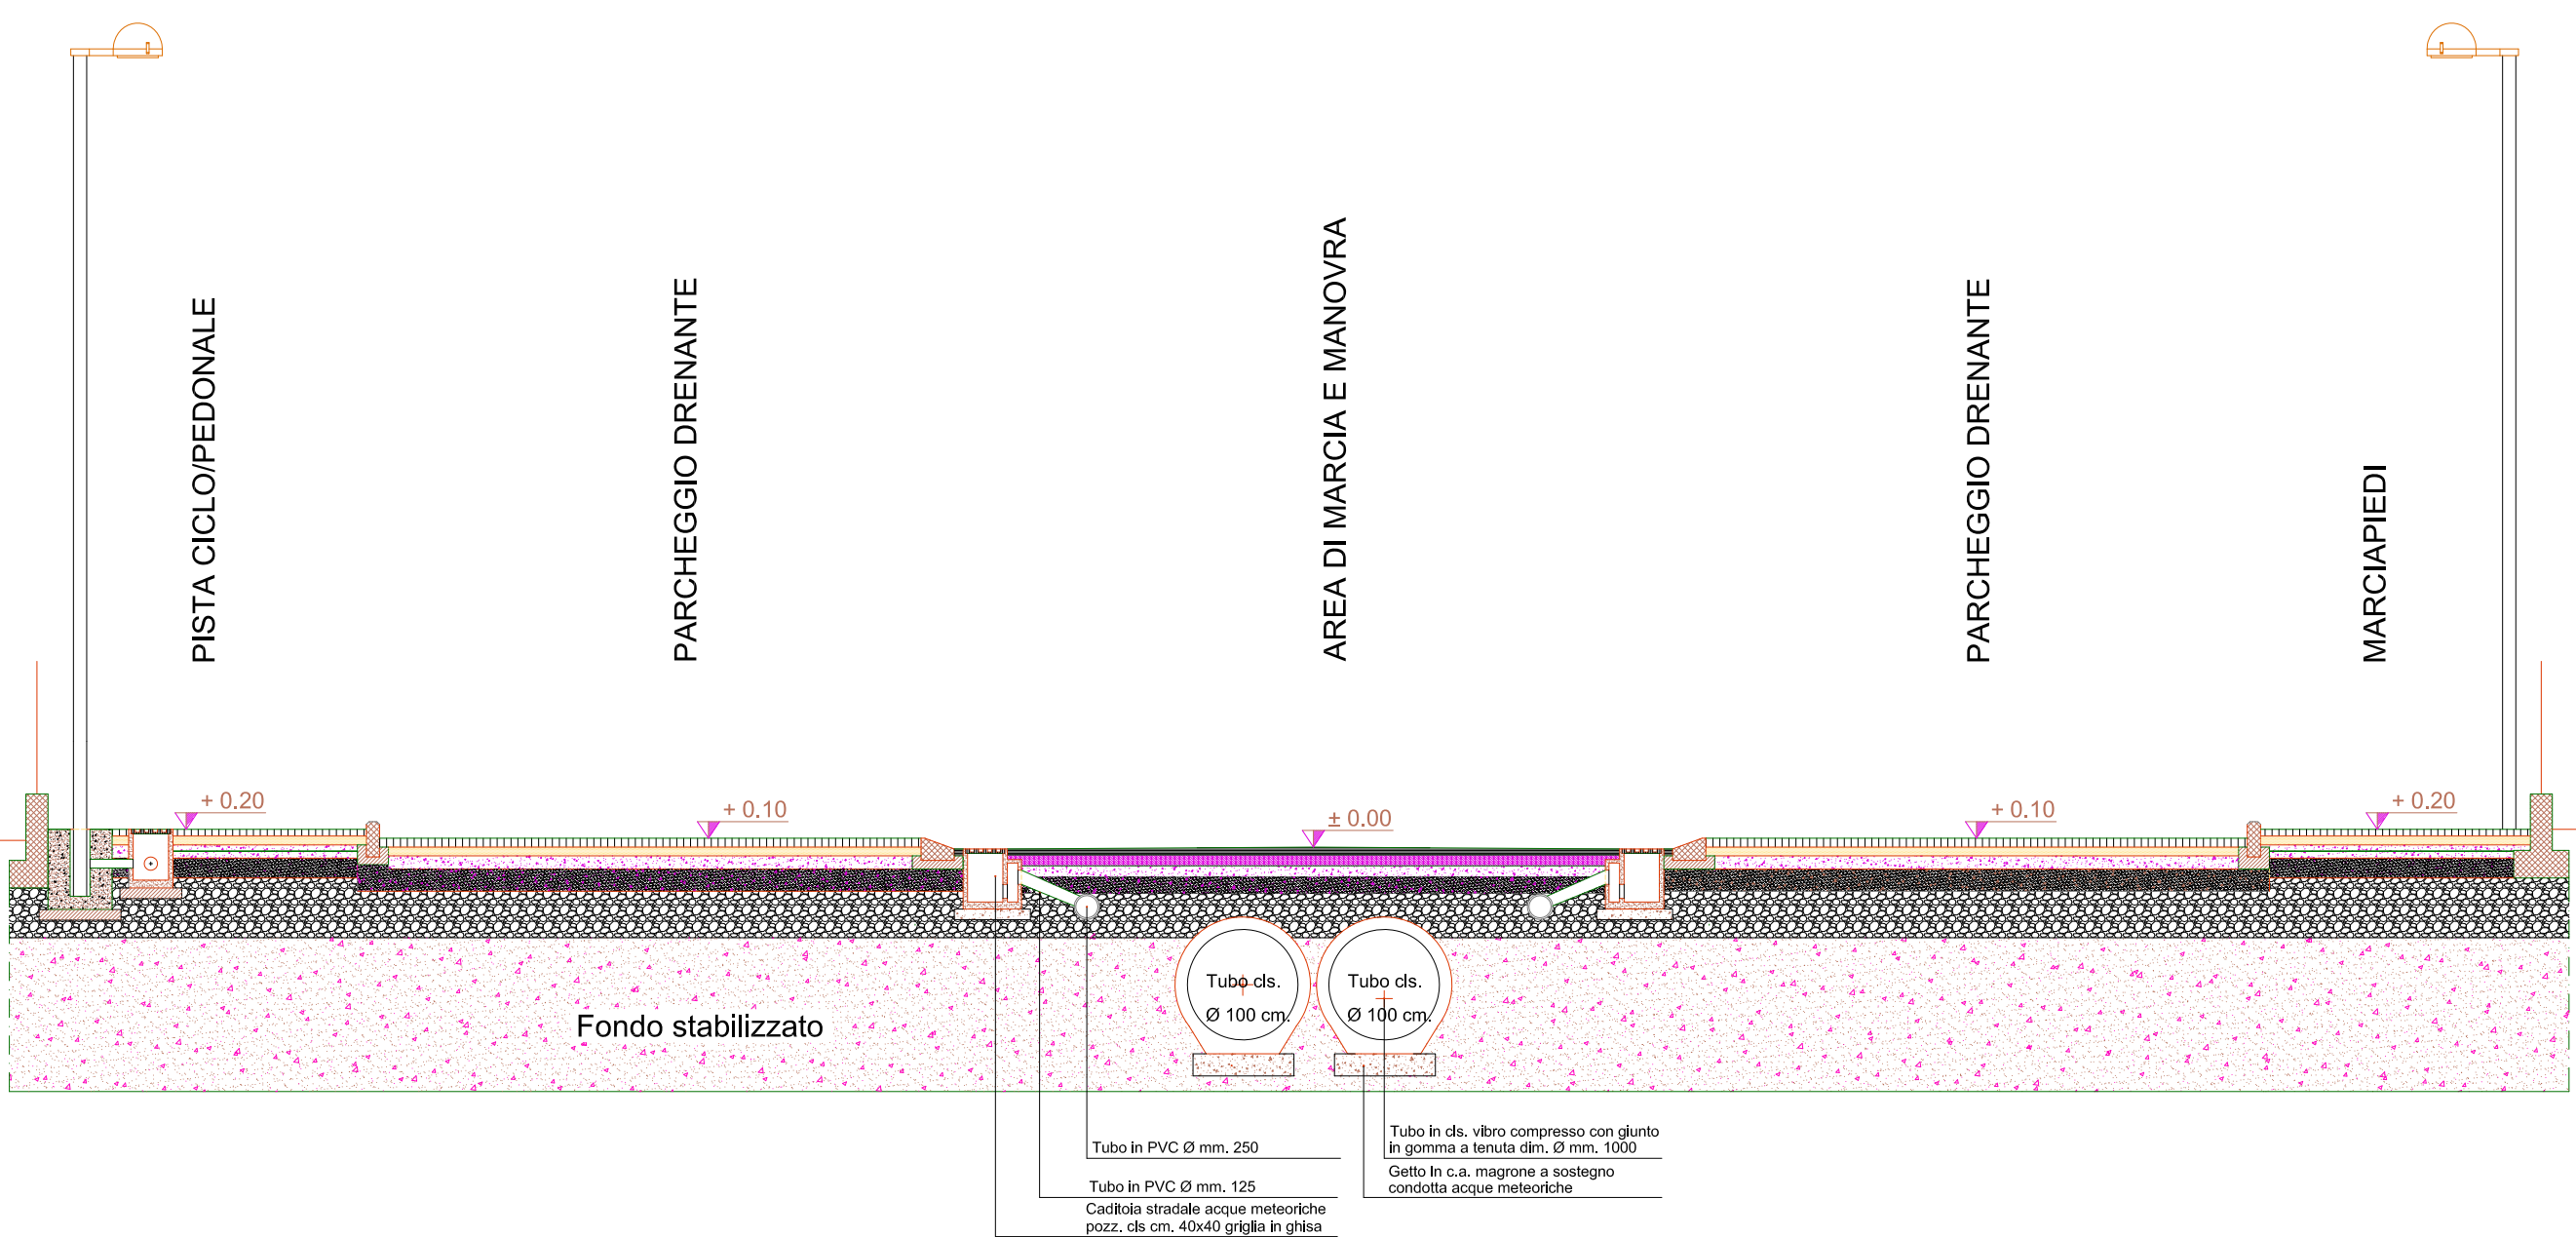 PISTA CICLO/PEDONALE
PARCHEGGIO DRENANTE
AREA DI MARCIA E MANOVRA
PARCHEGGIO DRENANTE
MARCIAPIEDI
+ 0.20
+ 0.10
± 0.00
+ 0.10
+ 0.20
Tubo cls.
Ø 100 cm.
Tubo cls.
Ø 100 cm.
Fondo stabilizzato
Tubo in PVC Ø mm. 250
Tubo in PVC Ø mm. 125
Caditoia stradale acque meteoriche
pozz. cls cm. 40x40 griglia in ghisa
Tubo in cls. vibro compresso con giunto
in gomma a tenuta dim. Ø mm. 1000
Getto in c.a. magrone a sostegno
condotta acque meteoriche